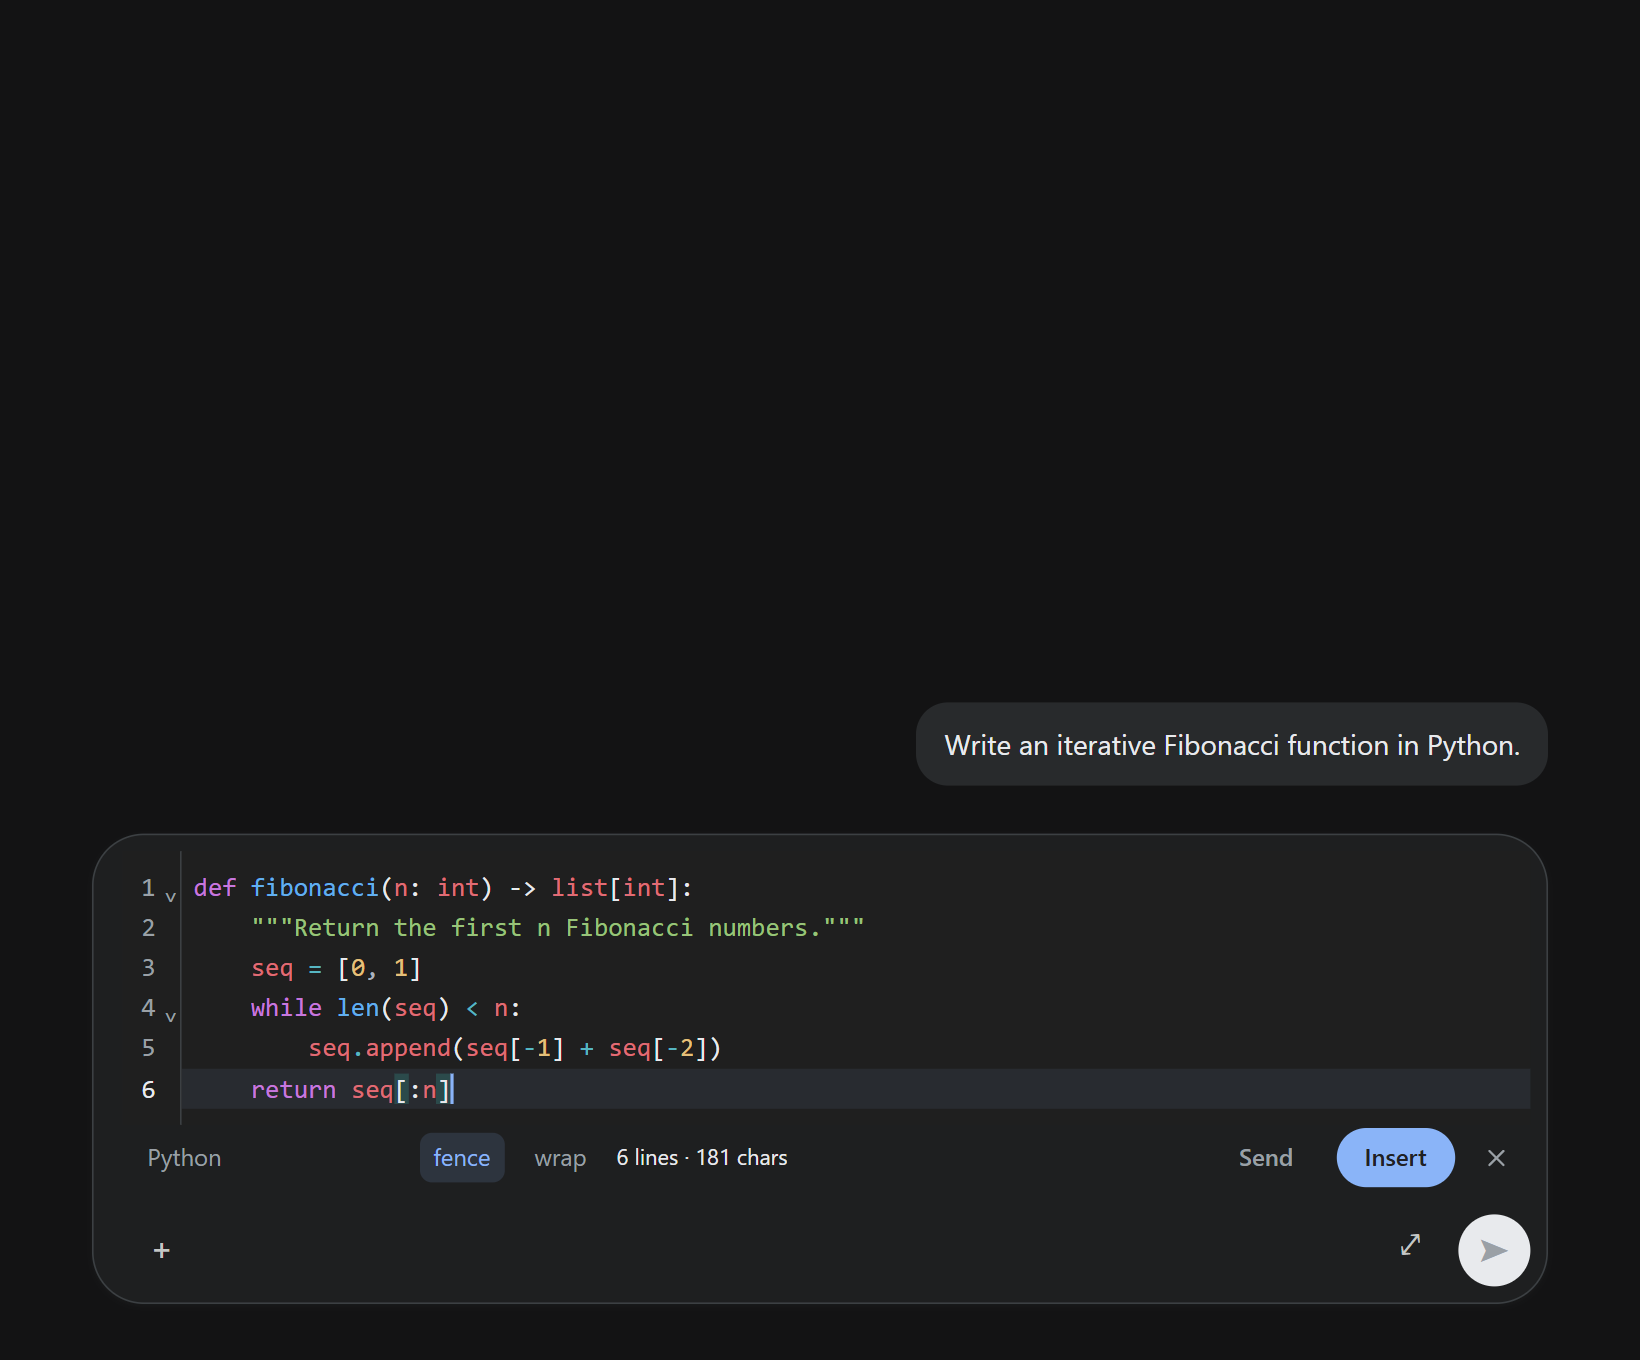 Write an iterative Fibonacci function in Python.
1 def fibonacci(n: int) -> list[int]:
2     """Return the first n Fibonacci numbers."""
3     seq = [0, 1]
4     while len(seq) < n:
5         seq.append(seq[-1] + seq[-2])
6     return seq[:n]
Python fence wrap 6 lines · 181 chars Send Insert